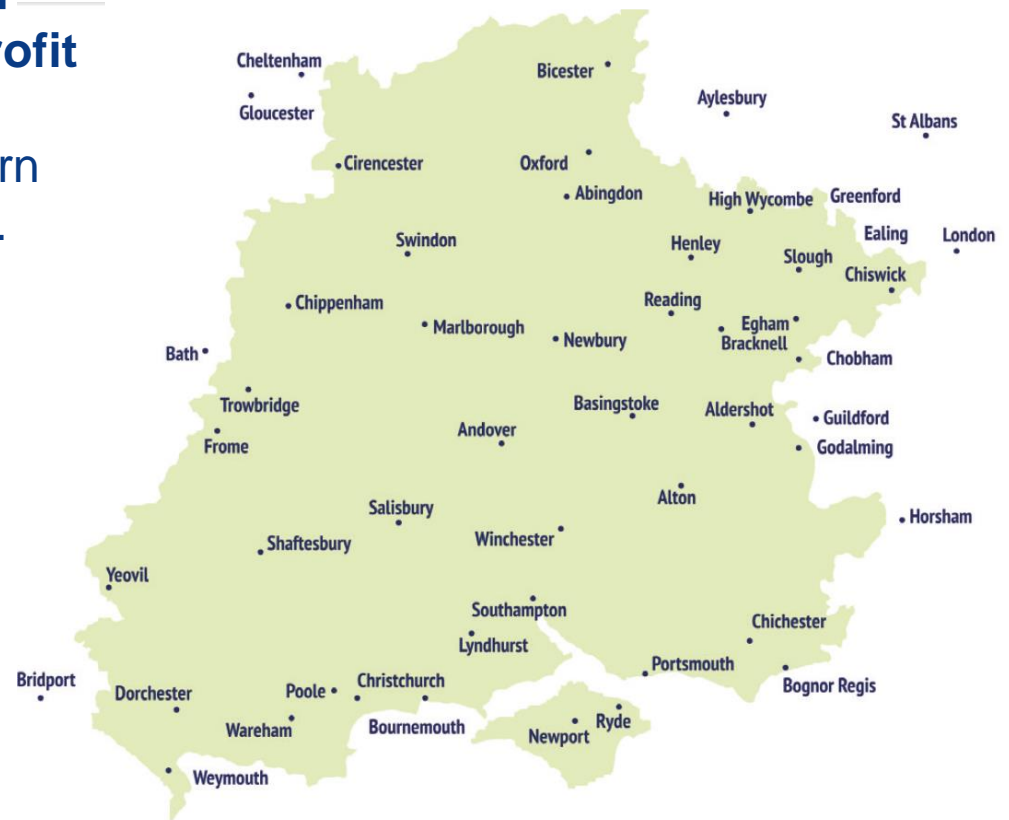 rofit
rn
Cheltenham
Bicester
Gloucester
Aylesbury
St Albans
Cirencester
Oxford
Abingdon
High Wycombe
Greenford
Ealing
London
Swindon
Henley
Slough
Chiswick
Chippenham
Reading
Marlborough
Egham
Newbury
Bracknell
Bath
Chobham
Trowbridge
Basingstoke
Aldershot
Guildford
Andover
Frome
Godalming
Alton
Salisbury
Horsham
Winchester
Shaftesbury
Yeovil
Southampton
Chichester
Lyndhurst
Portsmouth
Bridport
Christchurch
Bognor Regis
Dorchester
Poole
Wareham
Bournemouth
Ryde
Newport
Weymouth